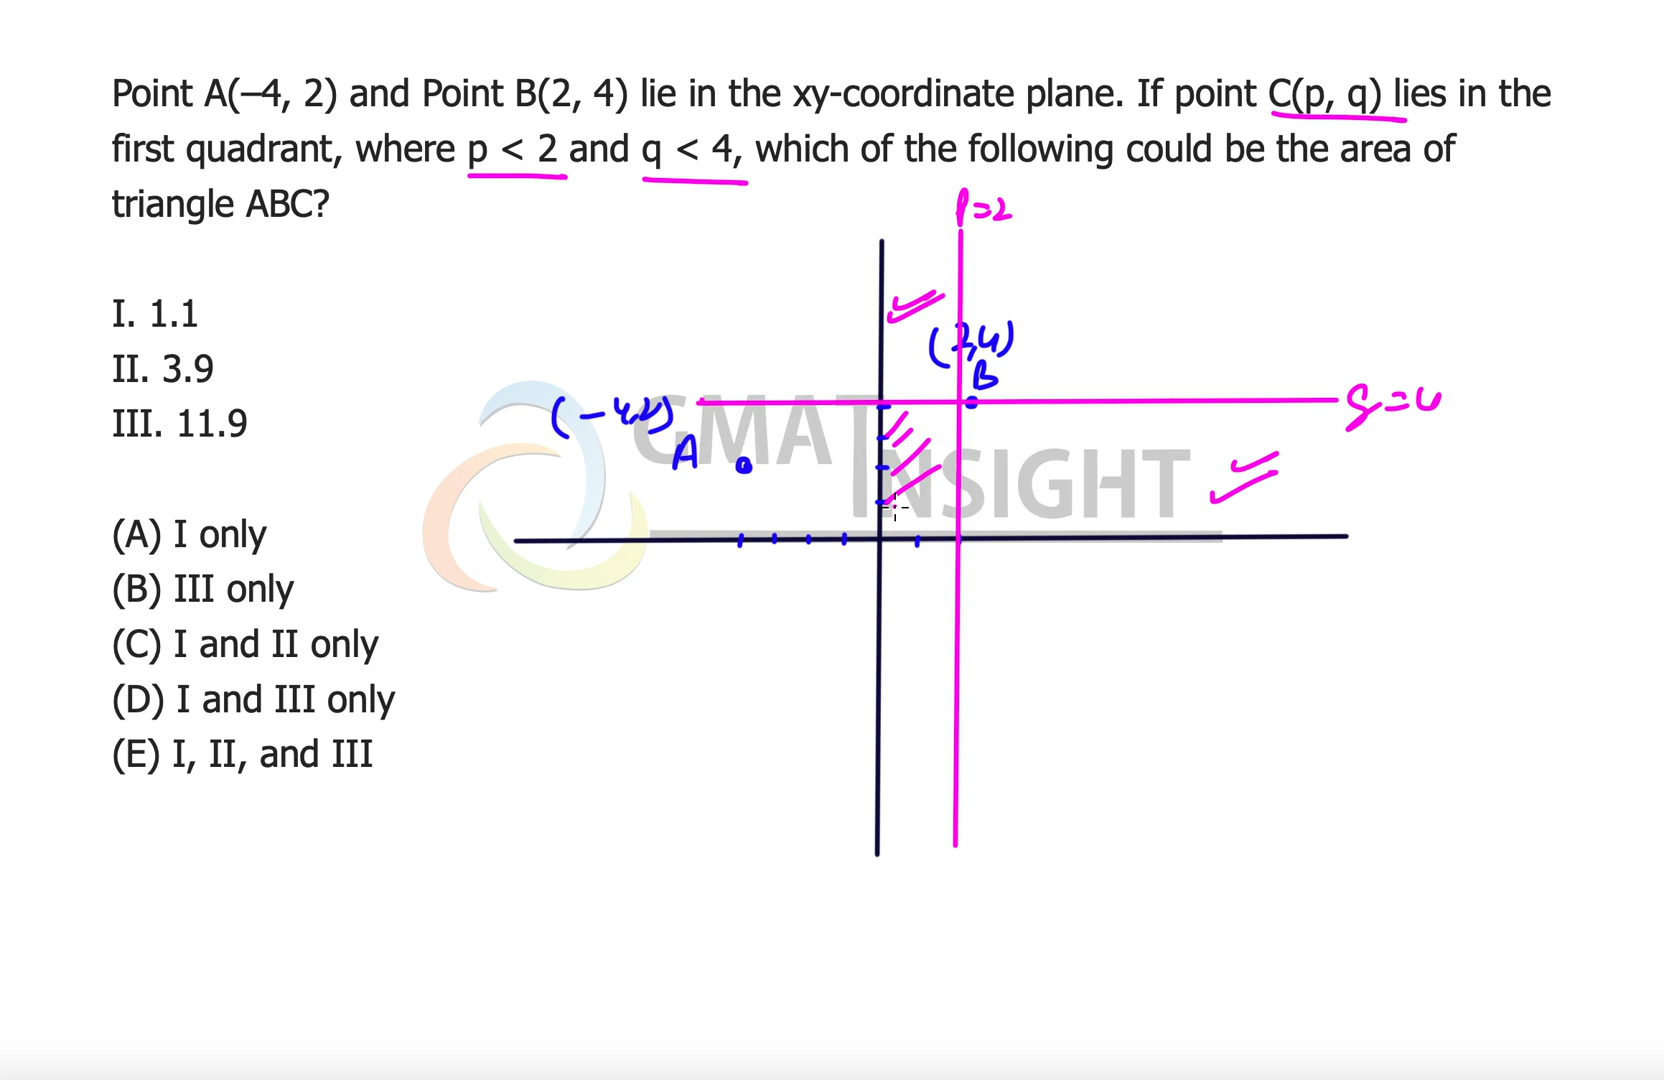 Point A(–4, 2) and Point B(2, 4) lie in the xy-coordinate plane. If point C(p, q) lies in the
first quadrant, where p < 2 and q < 4, which of the following could be the area of
triangle ABC?
P=2
I. 1.1
(2,4)
II. 3.9
B
(-4,2)
q=4
III. 11.9
A
GMAT INSIGHT
(A) I only
(B) III only
(C) I and II only
(D) I and III only
(E) I, II, and III